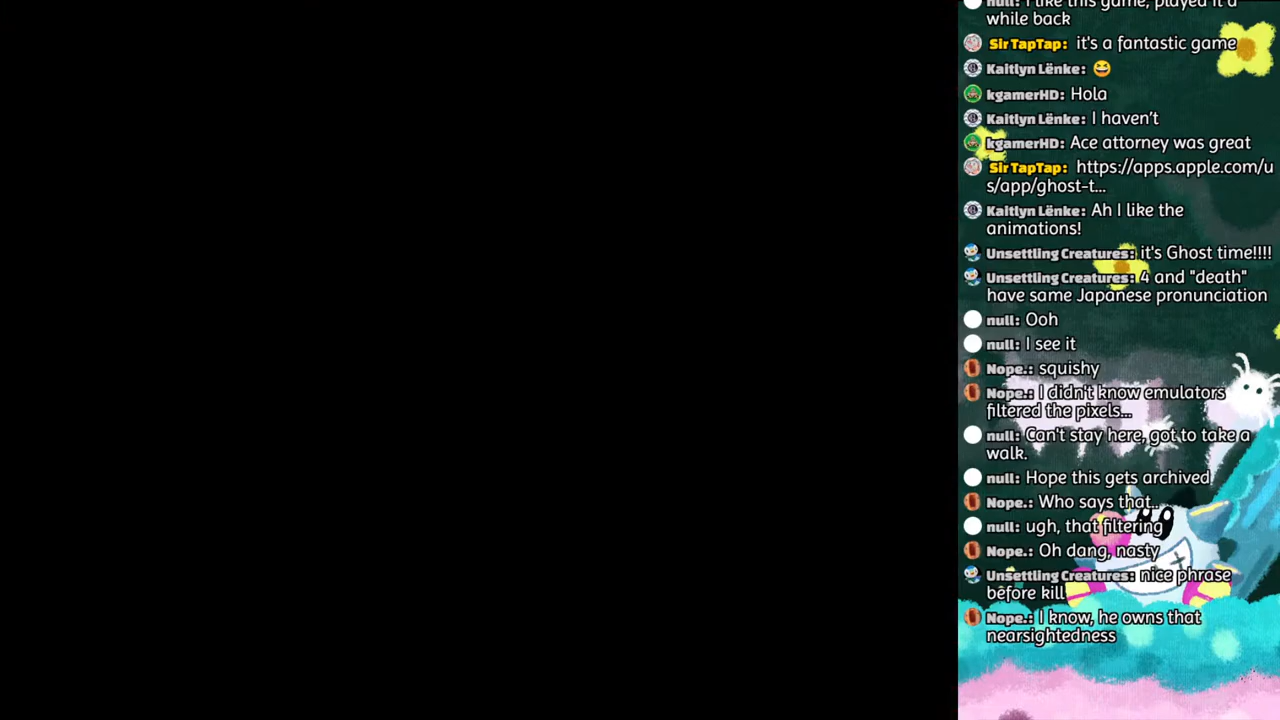 null: I like this game, played it a
while back
Sir TapTap: it's a fantastic game
Kaitlyn Lënke: 😆
kgamerHD: Hola
Kaitlyn Lënke: I haven't
kgamerHD: Ace attorney was great
Sir TapTap: https://apps.apple.com/u
s/app/ghost-t...
Kaitlyn Lënke: Ah I like the
animations!
Unsettling Creatures: it's Ghost time!!!!
Unsettling Creatures: 4 and "death"
have same Japanese pronunciation
null: Ooh
null: I see it
Nope.: squishy
Nope.: I didn't know emulators
filtered the pixels...
null: Can't stay here, got to take a
walk.
null: Hope this gets archived
Nope.: Who says that..
null: ugh, that filtering
Nope.: Oh dang, nasty
Unsettling Creatures: nice phrase
before kill
Nope.: I know, he owns that
nearsightedness